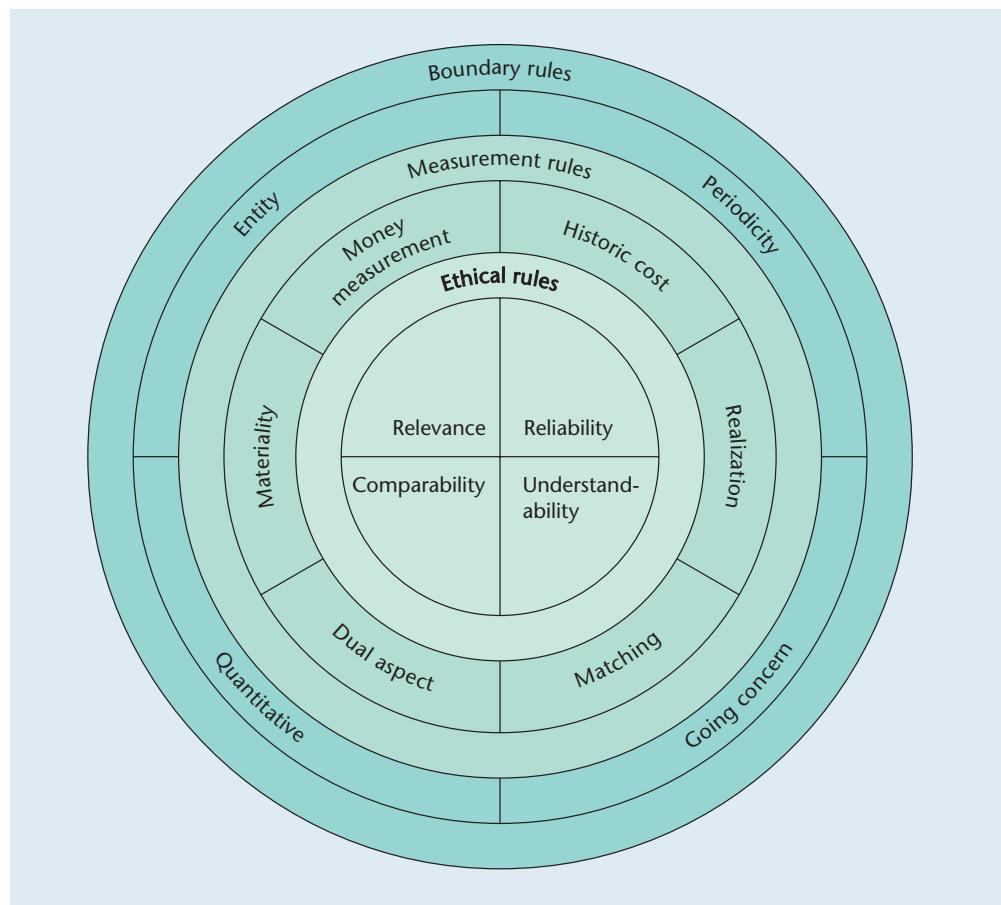 Boundary rules
Entity
Periodicity
Measurement rules
Money
measurement
Historic cost
Ethical rules
Materiality
Realization
Relevance
Reliability
Comparability
Understand-
ability
Dual aspect
Matching
Quantitative
Going concern